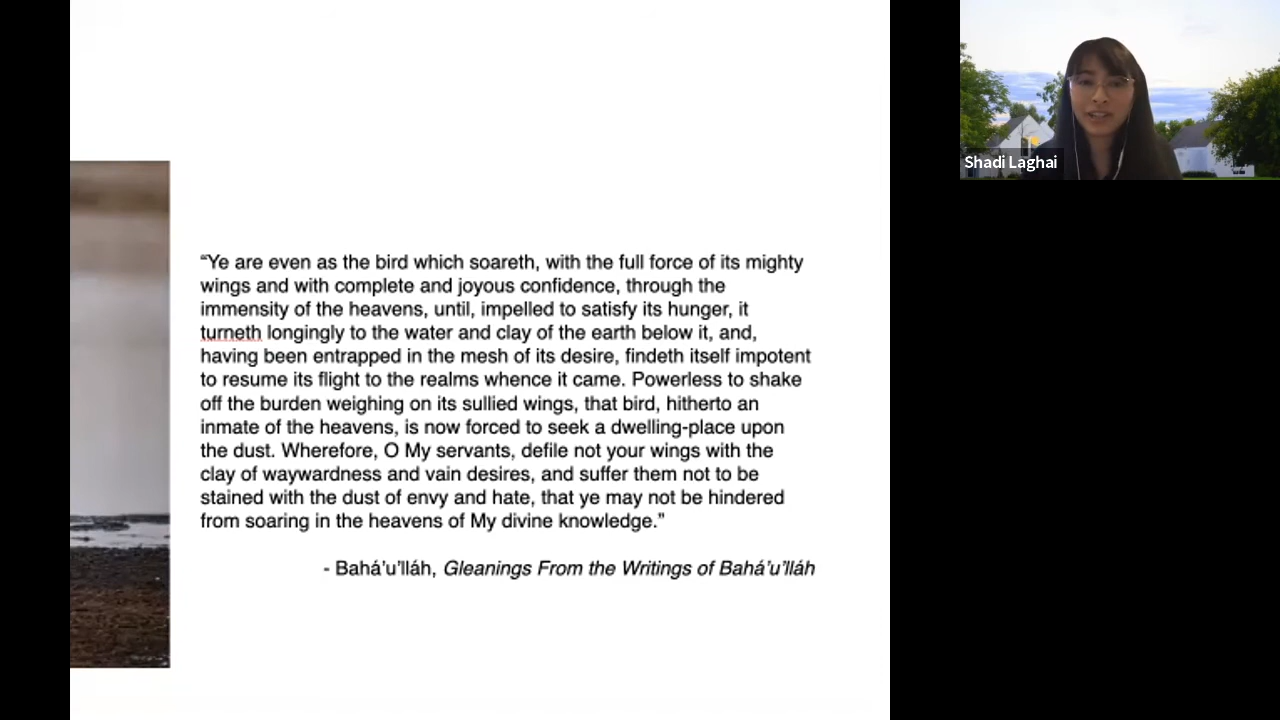 “Ye are even as the bird which soareth, with the full force of its mighty
wings and with complete and joyous confidence, through the
immensity of the heavens, until, impelled to satisfy its hunger, it
turneth longingly to the water and clay of the earth below it, and,
having been entrapped in the mesh of its desire, findeth itself impotent
to resume its flight to the realms whence it came. Powerless to shake
off the burden weighing on its sullied wings, that bird, hitherto an
inmate of the heavens, is now forced to seek a dwelling-place upon
the dust. Wherefore, O My servants, defile not your wings with the
clay of waywardness and vain desires, and suffer them not to be
stained with the dust of envy and hate, that ye may not be hindered
from soaring in the heavens of My divine knowledge.”
- Bahá’u’lláh, Gleanings From the Writings of Bahá’u’lláh
Shadi Laghai